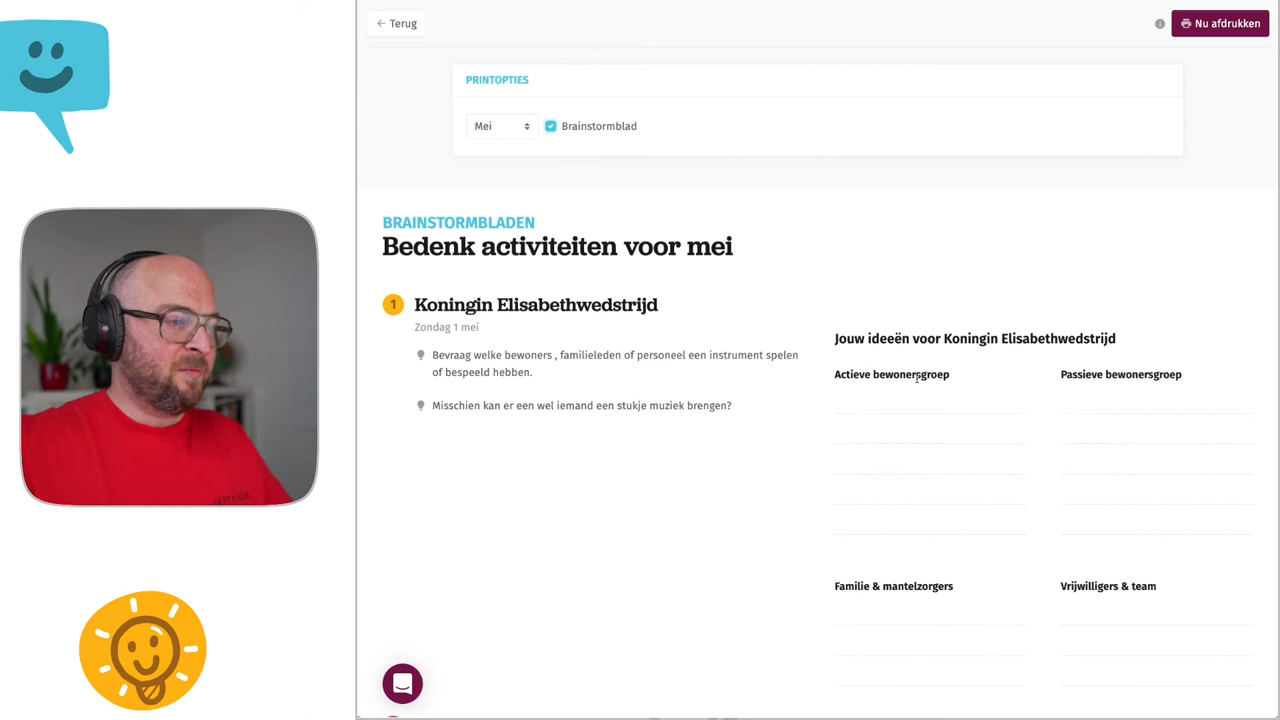 Terug
Nu afdrukken
PRINTOPTIES
Mei
Brainstormblad
BRAINSTORMBLADEN
Bedenk activiteiten voor mei
1
Koningin Elisabethwedstrijd
Zondag 1 mei
Bevraag welke bewoners , familieleden of personeel een instrument spelen
of bespeeld hebben.
Misschien kan er een wel iemand een stukje muziek brengen?
Jouw ideeën voor Koningin Elisabethwedstrijd
Actieve bewonersgroep
Passieve bewonersgroep
Familie & mantelzorgers
Vrijwilligers & team